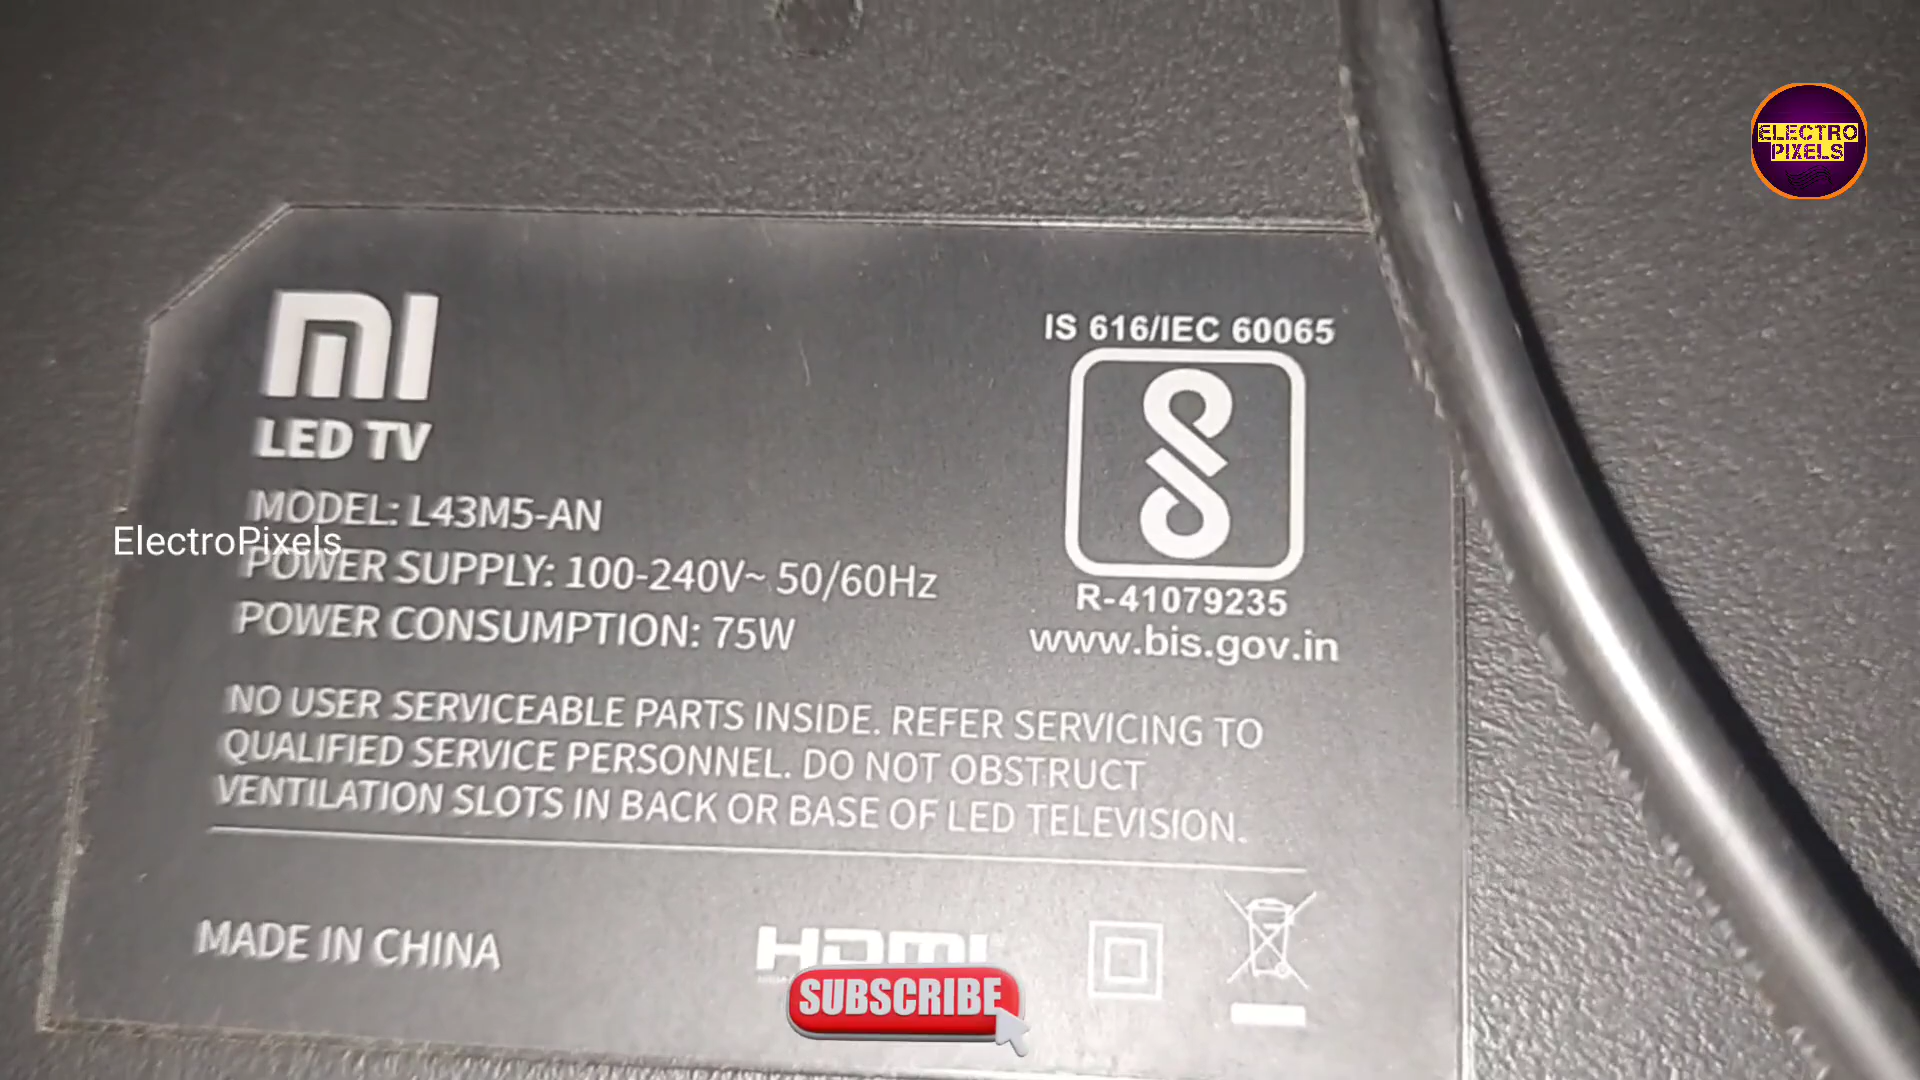 ELECTRO
PIXELS
mi
LED TV
MODEL: L43M5-AN
ElectroPixels
POWER SUPPLY: 100-240V~ 50/60Hz
POWER CONSUMPTION: 75W
IS 616/IEC 60065
R-41079235
www.bis.gov.in
NO USER SERVICEABLE PARTS INSIDE. REFER SERVICING TO
QUALIFIED SERVICE PERSONNEL. DO NOT OBSTRUCT
VENTILATION SLOTS IN BACK OR BASE OF LED TELEVISION.
MADE IN CHINA
HDMI
SUBSCRIBE